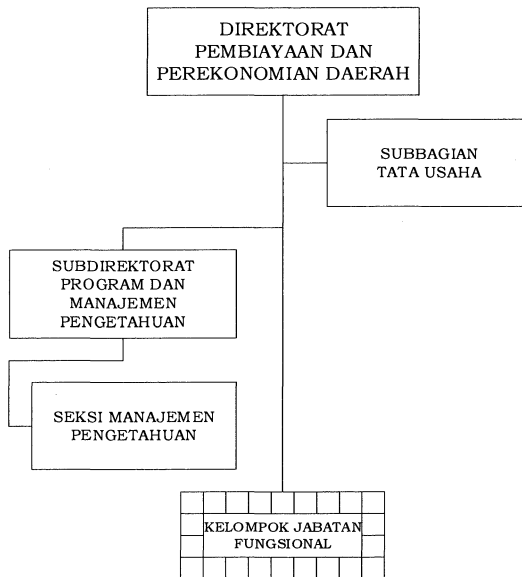 DIREKTORAT
PEMBIAYAAN DAN
PEREKONOMIAN DAERAH
SUBBAGIAN
TATA USAHA
SUBDIREKTORAT
PROGRAM DAN
MANAJEMEN
PENGETAHUAN
SEKSI MANAJEMEN
PENGETAHUAN
KELOMPOK JABATAN
FUNGSIONAL